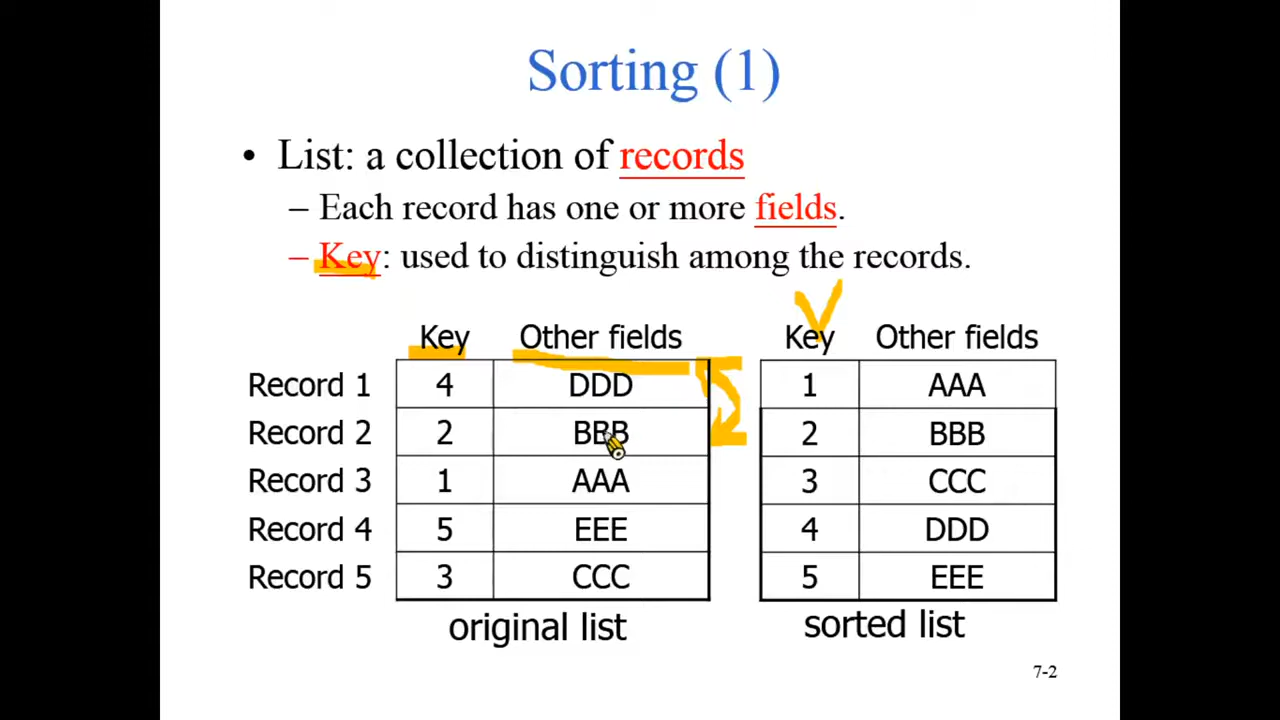 Sorting (1)
• List: a collection of records
– Each record has one or more fields.
– Key: used to distinguish among the records.
Key Other fields Key Other fields
Record 1 4 DDD 1 AAA
Record 2 2 BBB 2 BBB
Record 3 1 AAA 3 CCC
Record 4 5 EEE 4 DDD
Record 5 3 CCC 5 EEE
original list sorted list
7-2